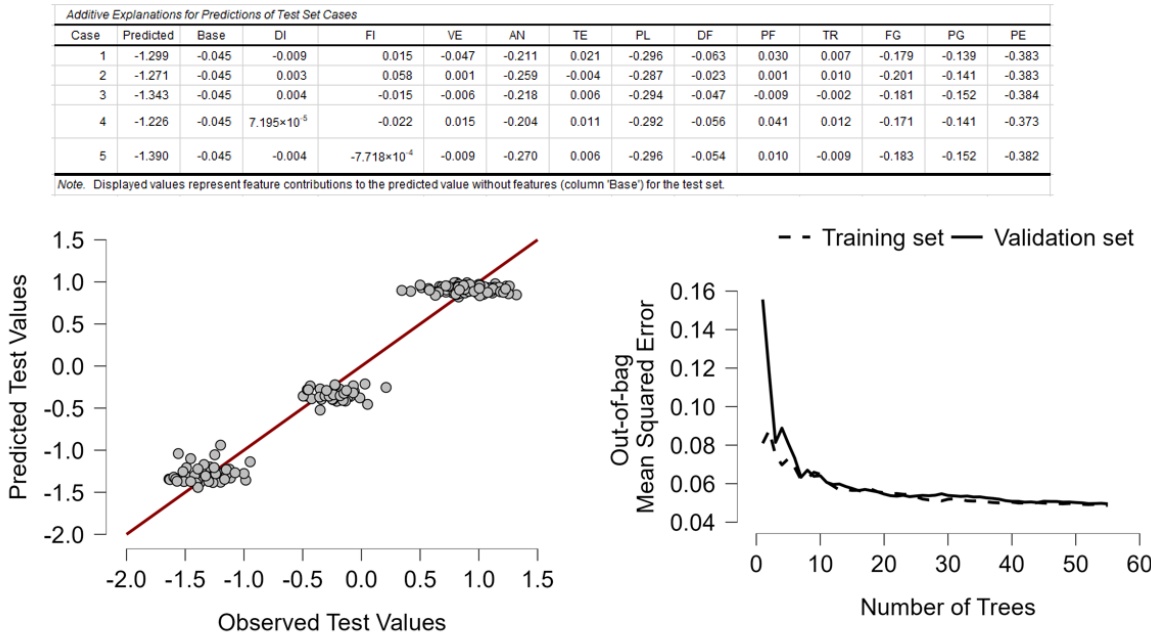 Additive Explanations for Predictions of Test Set Cases
Case Predicted Base DI FI VE AN TE PL DF PF TR FG PG PE
1 -1.299 -0.045 -0.009 0.015 -0.047 -0.211 0.021 -0.296 -0.063 0.030 0.007 -0.179 -0.139 -0.383
2 -1.271 -0.045 0.003 0.058 0.001 -0.259 -0.004 -0.287 -0.023 0.001 0.010 -0.201 -0.141 -0.383
3 -1.343 -0.045 0.004 -0.015 -0.006 -0.218 0.006 -0.294 -0.047 -0.009 -0.002 -0.181 -0.152 -0.384
4 -1.226 -0.045 7.195×10⁻⁵ -0.022 0.015 -0.204 0.011 -0.292 -0.056 0.041 0.012 -0.171 -0.141 -0.373
5 -1.390 -0.045 -0.004 -7.718×10⁻⁴ -0.009 -0.270 0.006 -0.296 -0.054 0.010 -0.009 -0.183 -0.152 -0.382
Note. Displayed values represent feature contributions to the predicted value without features (column 'Base') for the test set.
Predicted Test Values
1.5
1.0
0.5
0.0
-0.5
-1.0
-1.5
-2.0
-2.0 -1.5 -1.0 -0.5 0.0 0.5 1.0 1.5
Observed Test Values
Training set Validation set
Out-of-bag
Mean Squared Error
0.16
0.14
0.12
0.10
0.08
0.06
0.04
0 10 20 30 40 50 60
Number of Trees